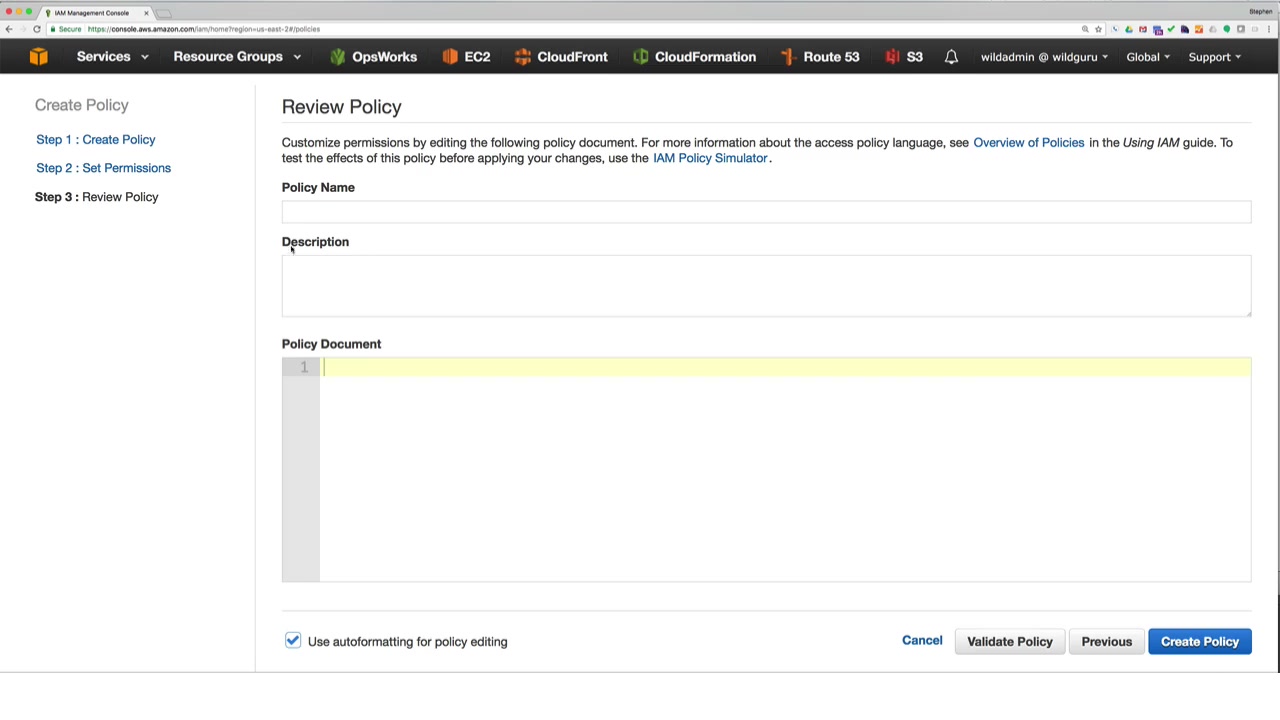 IAM Management Console
Stephen
Secure https://console.aws.amazon.com/iam/home?region=us-east-2#/policies
Services Resource Groups OpsWorks EC2 CloudFront CloudFormation Route 53 S3 wildadmin @ wildguru Global Support
Create Policy
Step 1 : Create Policy
Step 2 : Set Permissions
Step 3 : Review Policy
Review Policy
Customize permissions by editing the following policy document. For more information about the access policy language, see Overview of Policies in the Using IAM guide. To
test the effects of this policy before applying your changes, use the IAM Policy Simulator.
Policy Name
Description
Policy Document
1
Use autoformatting for policy editing
Cancel Validate Policy Previous Create Policy